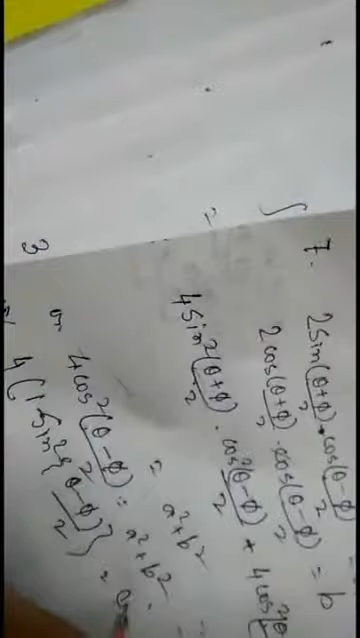 7. 2Sin(θ+ϕ)/2 . cos(θ-ϕ)/2 =
2cos(θ+ϕ)/2 . cos(θ-ϕ)/2 = b
4Sin²(θ+ϕ)/2 . cos²(θ-ϕ)/2 + 4cos²(θ
= a²+b²
or 4cos²(θ-ϕ)/2 = a²+b²
4(1-Sin²{(θ-ϕ)/2}) =
3